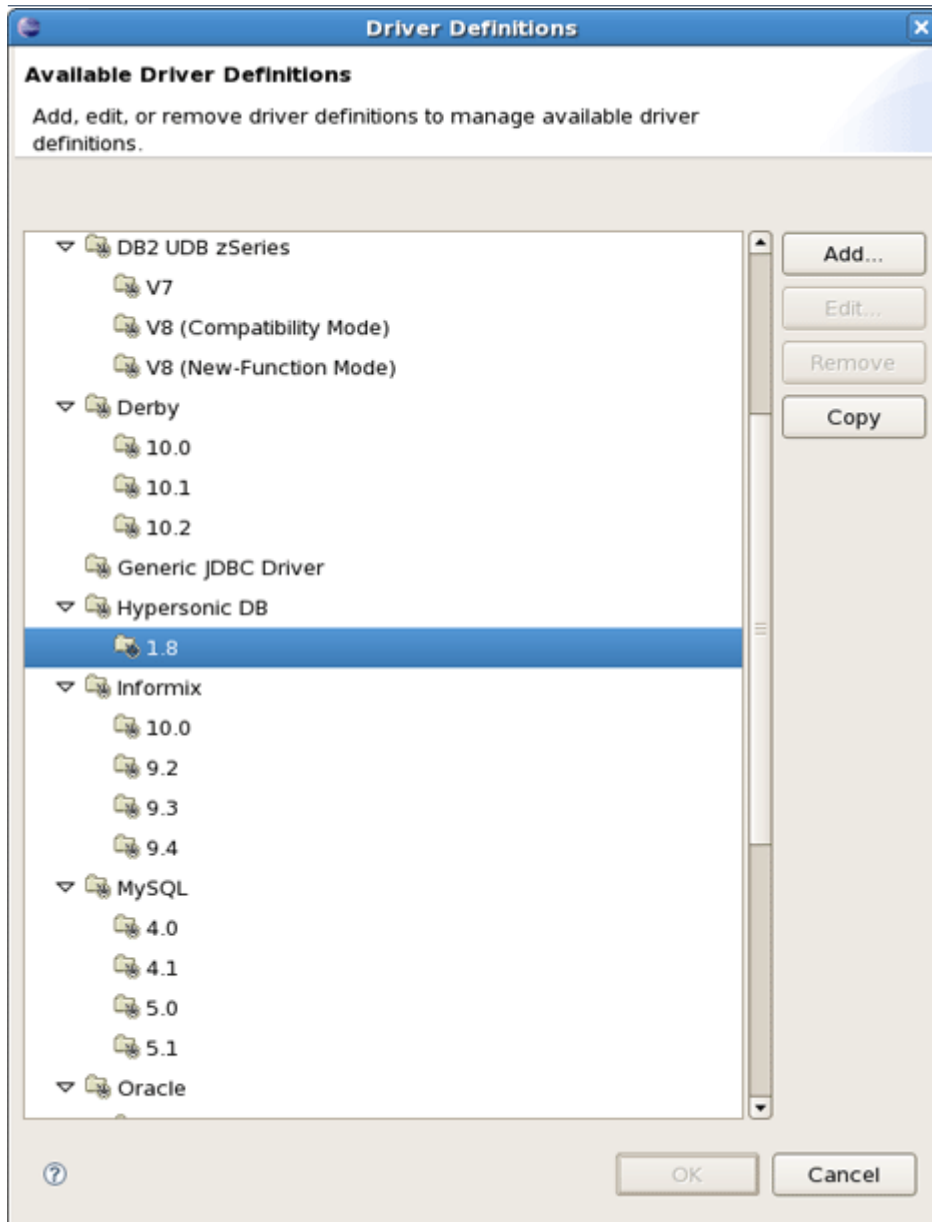 Driver Definitions
Available Driver Definitions
Add, edit, or remove driver definitions to manage available driver
definitions.
DB2 UDB zSeries
V7
V8 (Compatibility Mode)
V8 (New-Function Mode)
Derby
10.0
10.1
10.2
Generic JDBC Driver
Hypersonic DB
1.8
Informix
10.0
9.2
9.3
9.4
MySQL
4.0
4.1
5.0
5.1
Oracle
Add...
Edit...
Remove
Copy
?
OK
Cancel